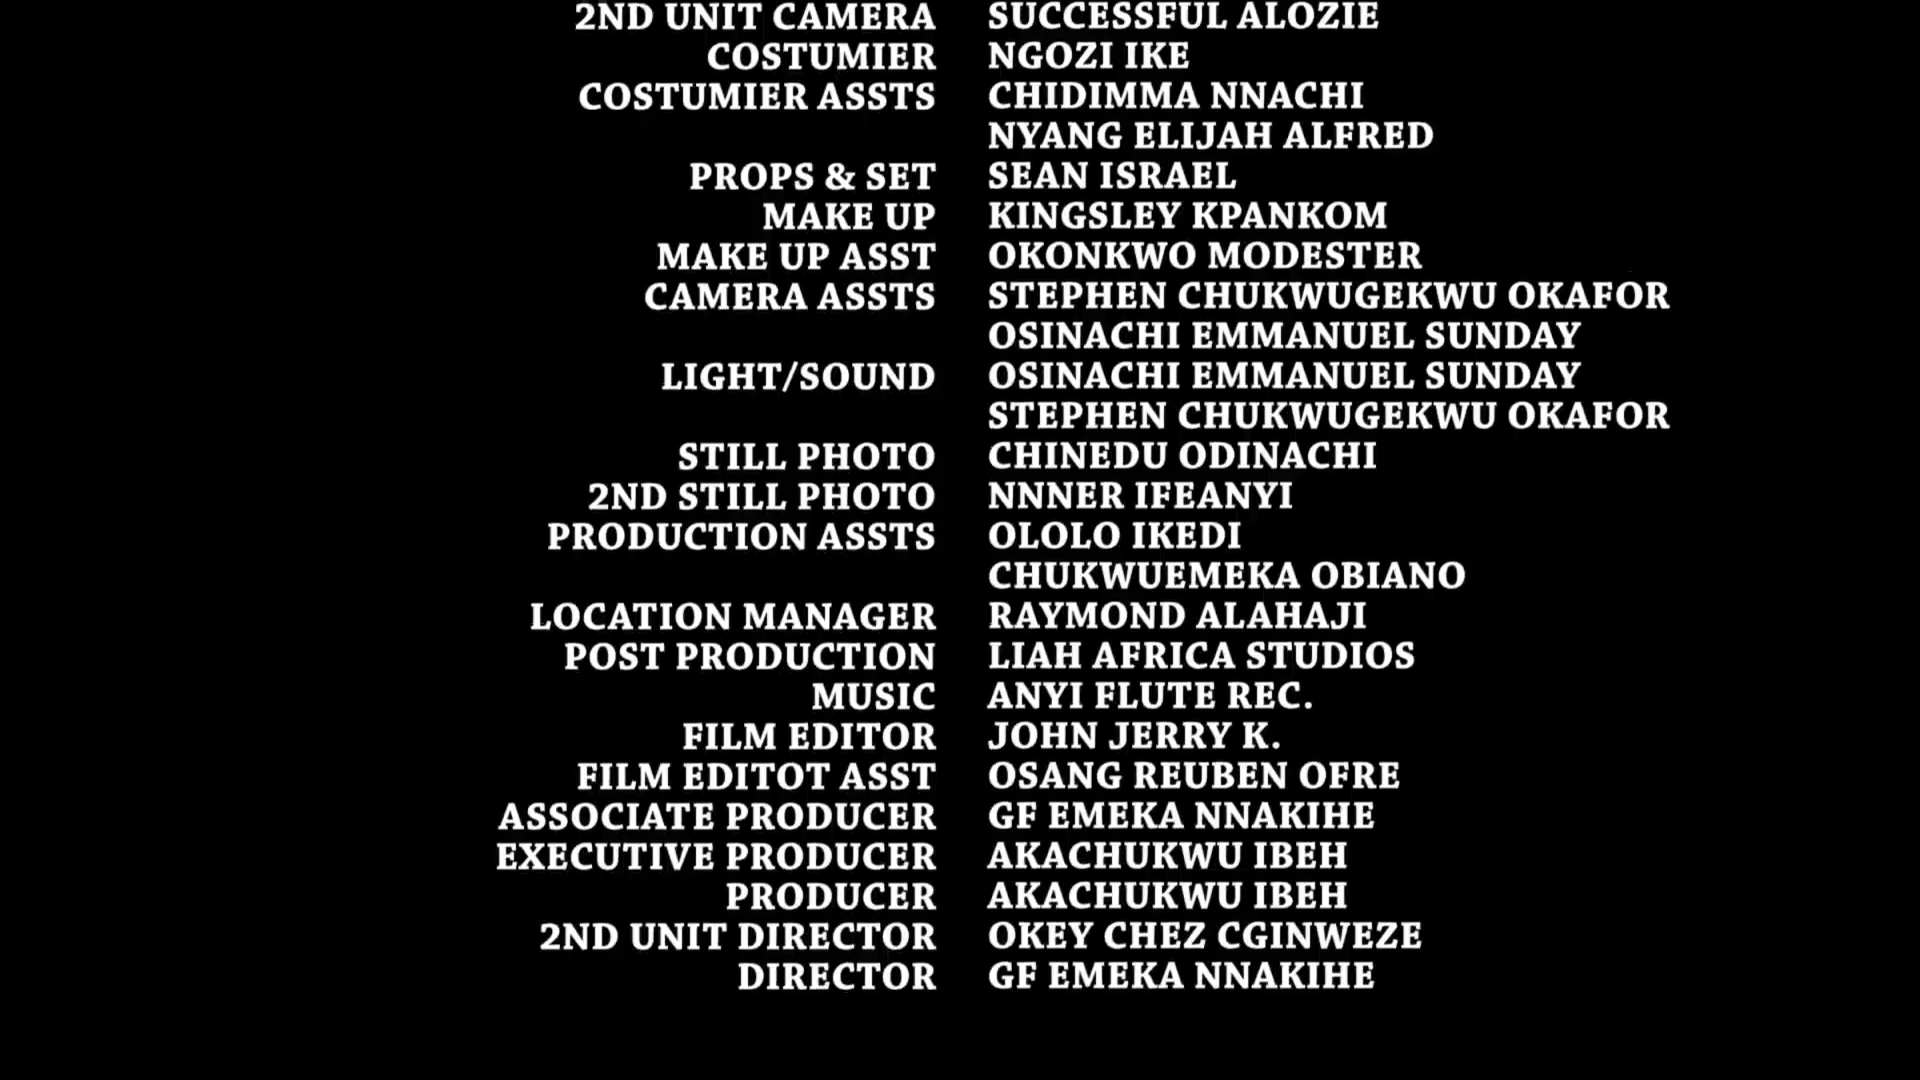 2ND UNIT CAMERA SUCCESSFUL ALOZIE
COSTUMIER NGOZI IKE
COSTUMIER ASSTS CHIDIMMA NNACHI
NYANG ELIJAH ALFRED
PROPS & SET SEAN ISRAEL
MAKE UP KINGSLEY KPANKOM
MAKE UP ASST OKONKWO MODESTER
CAMERA ASSTS STEPHEN CHUKWUGEKWU OKAFOR
OSINACHI EMMANUEL SUNDAY
LIGHT/SOUND OSINACHI EMMANUEL SUNDAY
STEPHEN CHUKWUGEKWU OKAFOR
STILL PHOTO CHINEDU ODINACHI
2ND STILL PHOTO NNNER IFEANYI
PRODUCTION ASSTS OLOLO IKEDI
CHUKWUEMEKA OBIANO
LOCATION MANAGER RAYMOND ALAHAJI
POST PRODUCTION LIAH AFRICA STUDIOS
MUSIC ANYI FLUTE REC.
FILM EDITOR JOHN JERRY K.
FILM EDITOT ASST OSANG REUBEN OFRE
ASSOCIATE PRODUCER GF EMEKA NNAKIHE
EXECUTIVE PRODUCER AKACHUKWU IBEH
PRODUCER AKACHUKWU IBEH
2ND UNIT DIRECTOR OKEY CHEZ CGINWEZE
DIRECTOR GF EMEKA NNAKIHE